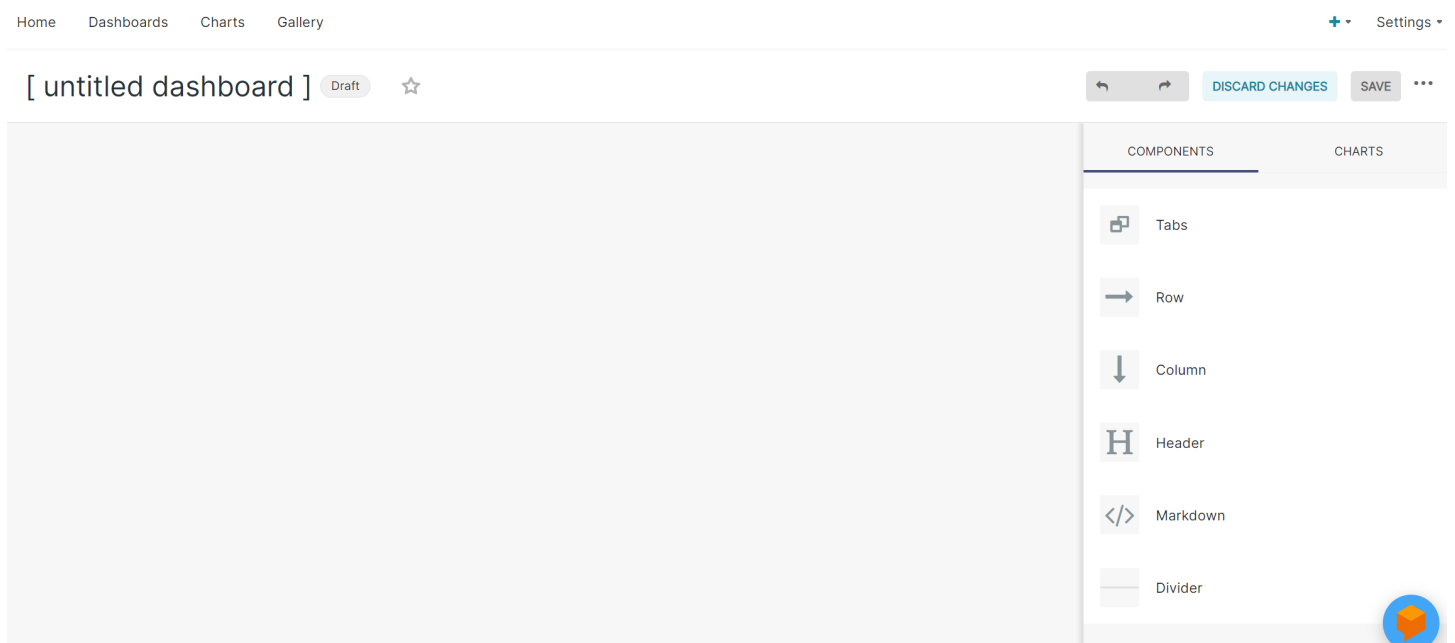 Home Dashboards Charts Gallery Settings
[ untitled dashboard ] Draft DISCARD CHANGES SAVE
COMPONENTS CHARTS
Tabs
Row
Column
H Header
</> Markdown
Divider